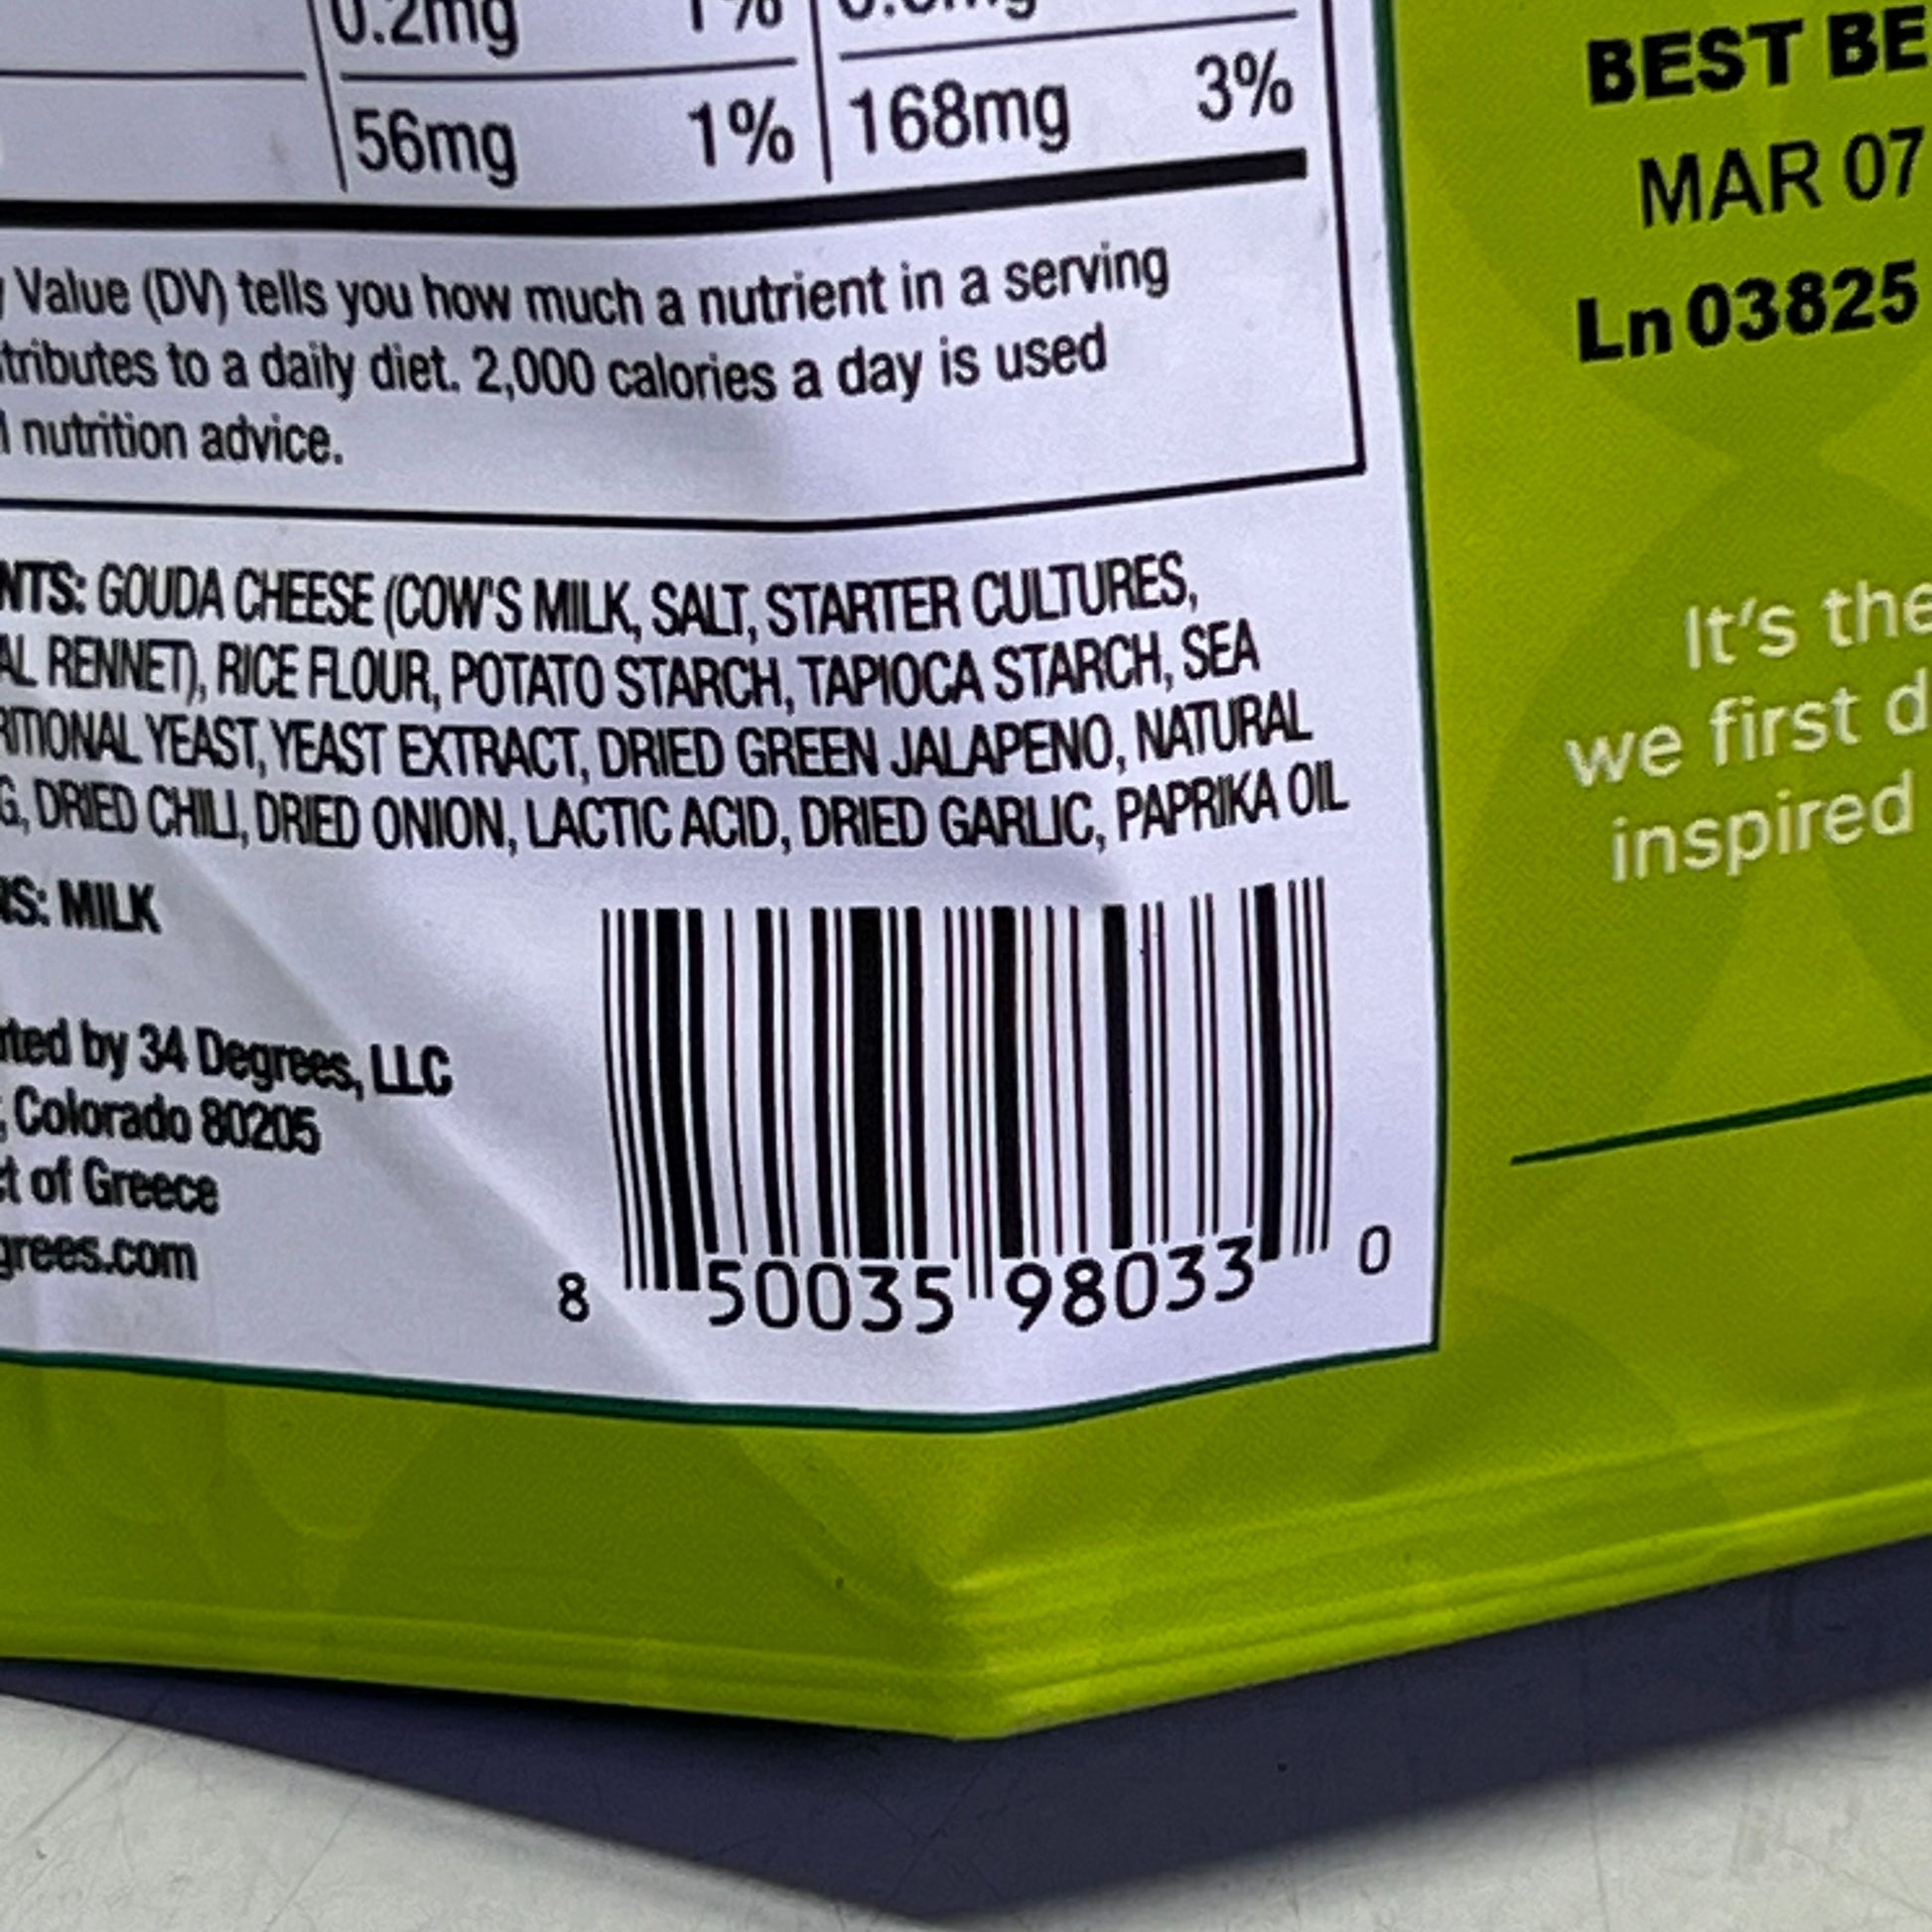 0.2mg 1%
56mg 1% 168mg 3%
Value (DV) tells you how much a nutrient in a serving
tributes to a daily diet. 2,000 calories a day is used
nutrition advice.
NTS: GOUDA CHEESE (COW'S MILK, SALT, STARTER CULTURES,
AL RENNET), RICE FLOUR, POTATO STARCH, TAPIOCA STARCH, SEA
RITIONAL YEAST, YEAST EXTRACT, DRIED GREEN JALAPENO, NATURAL
G, DRIED CHILI, DRIED ONION, LACTIC ACID, DRIED GARLIC, PAPRIKA OIL
NS: MILK
rted by 34 Degrees, LLC
, Colorado 80205
ct of Greece
grees.com
8 50035 98033 0
BEST BE
MAR 07
Ln 03825
It's the
we first d
inspired